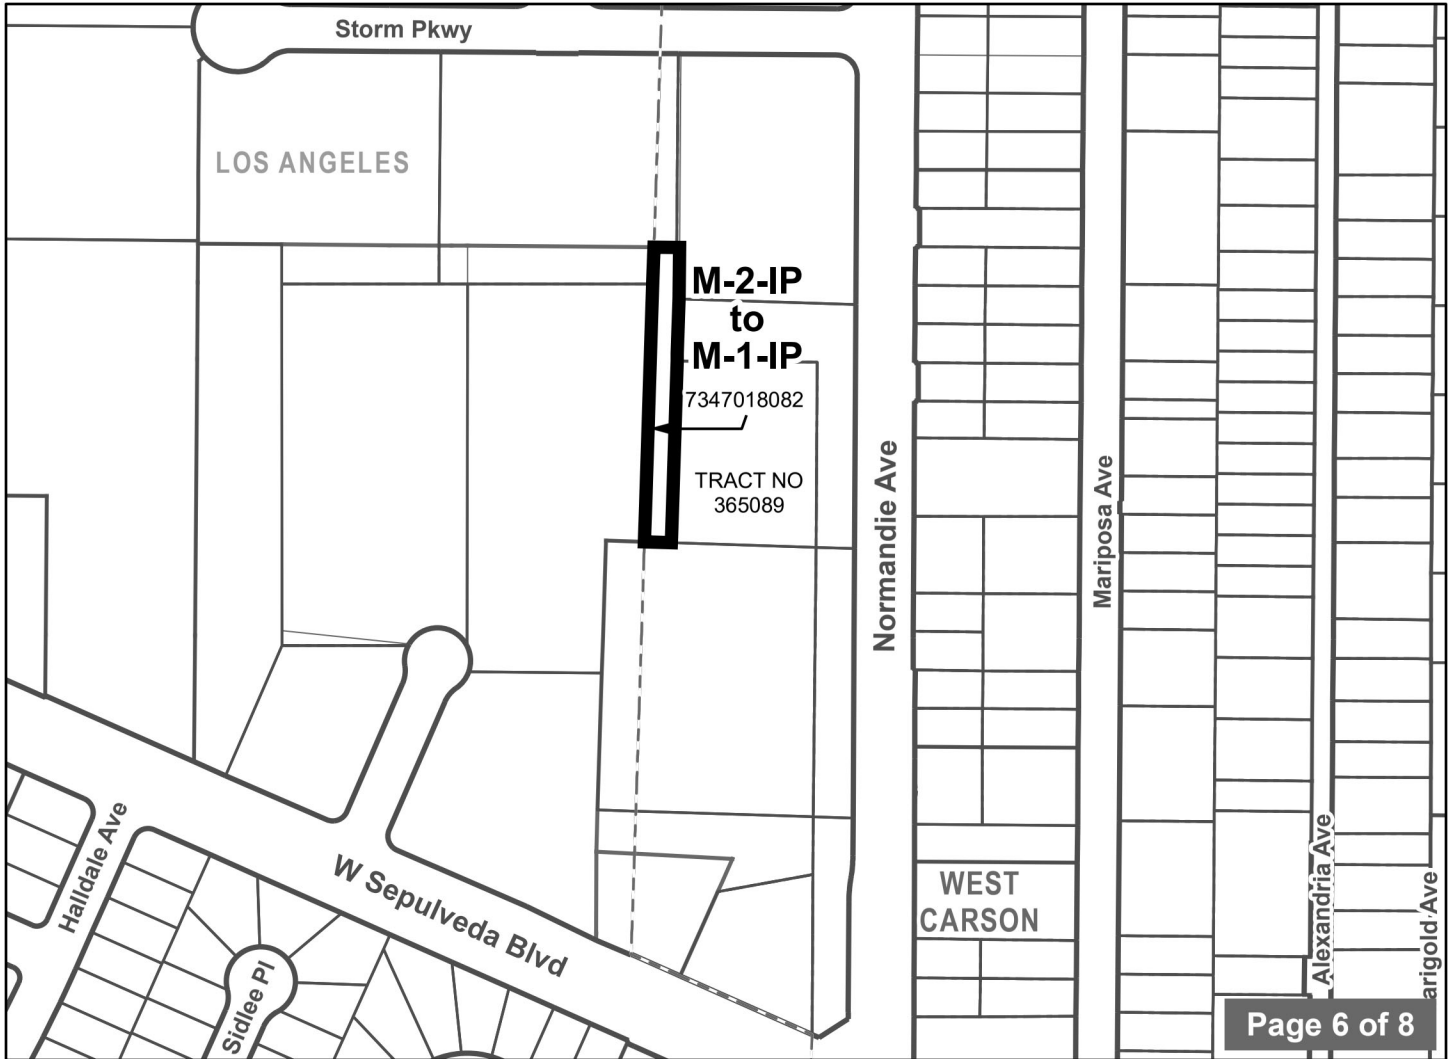 Storm Pkwy
LOS ANGELES
M-2-IP
to
M-1-IP
7347018082
TRACT NO
365089
Normandie Ave
Mariposa Ave
Halldale Ave
W Sepulveda Blvd
WEST
CARSON
Alexandria Ave
arigold Ave
Sidlee Pl
Page 6 of 8